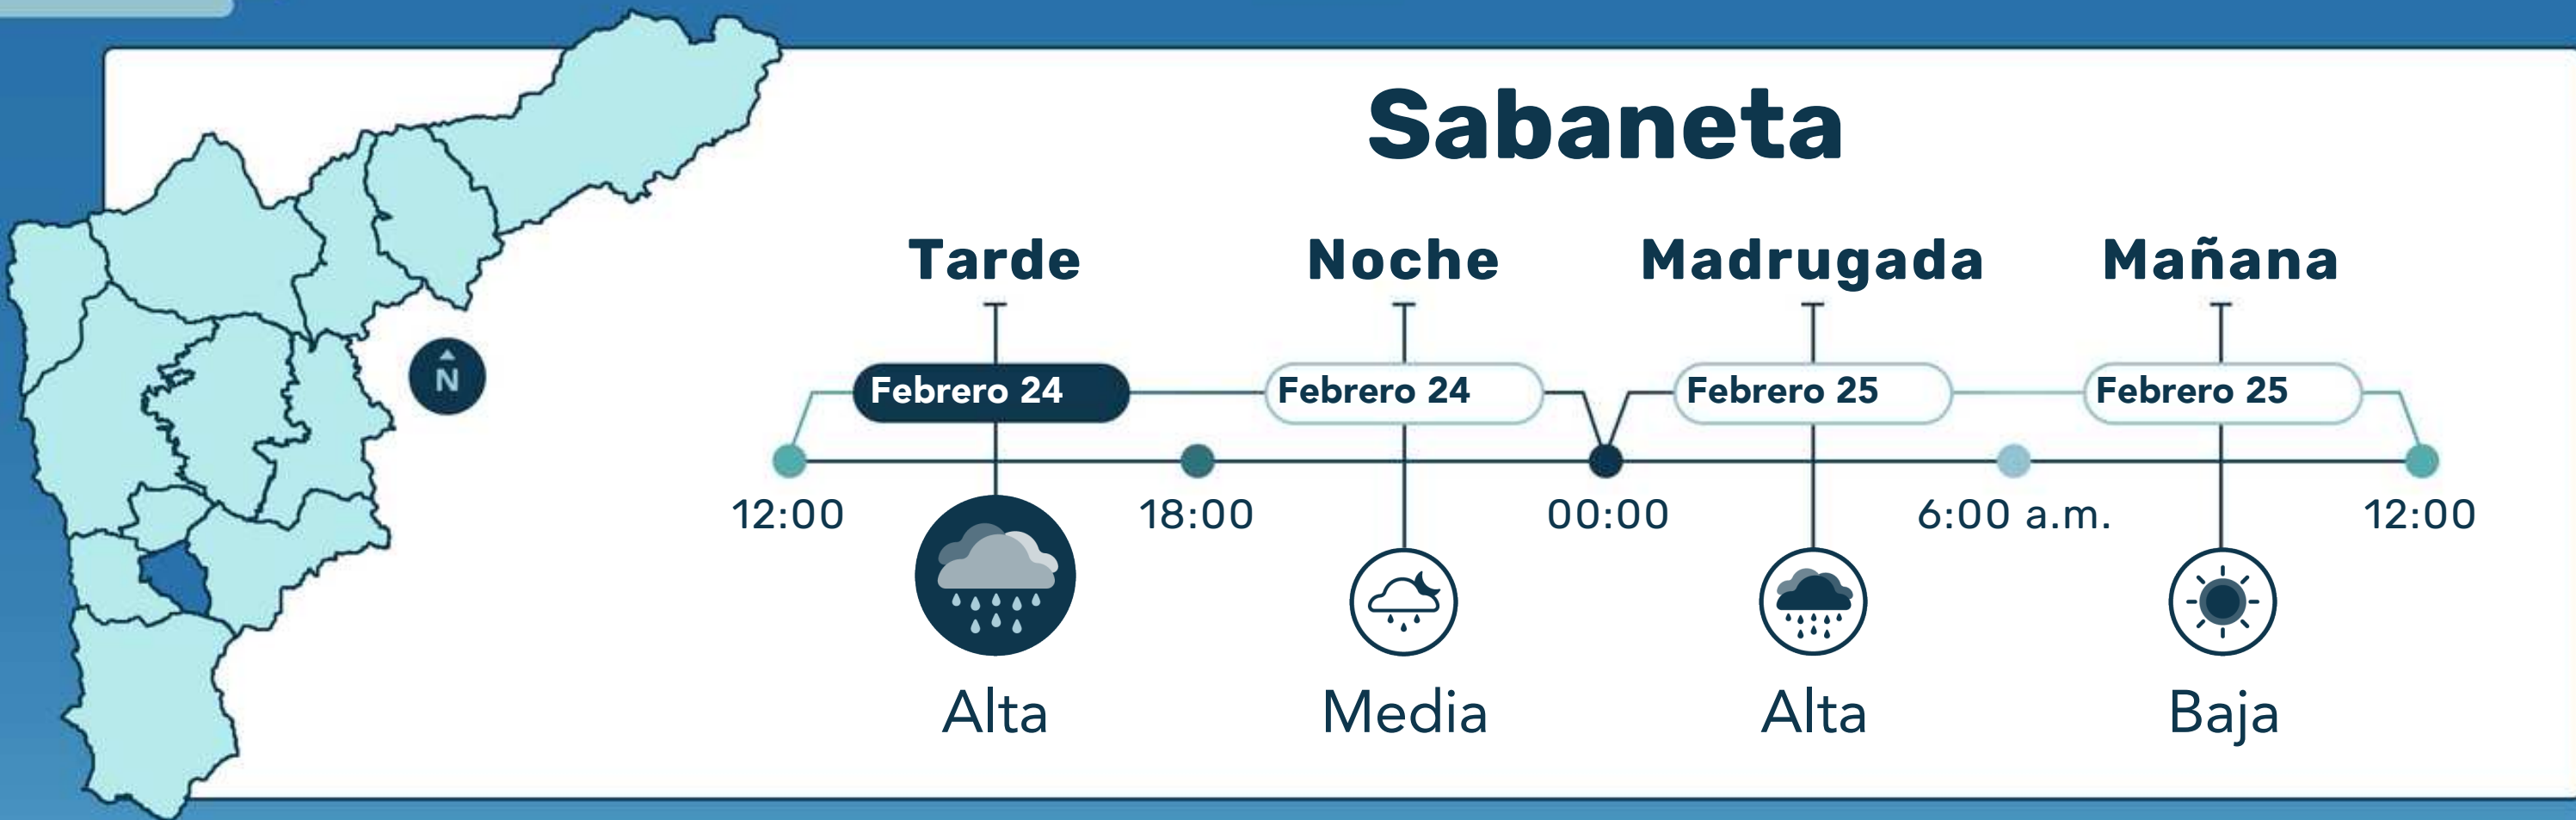 Sabaneta
Tarde Noche Madrugada Mañana
N
Febrero 24 Febrero 24 Febrero 25 Febrero 25
12:00 18:00 00:00 6:00 a.m. 12:00
Alta Media Alta Baja